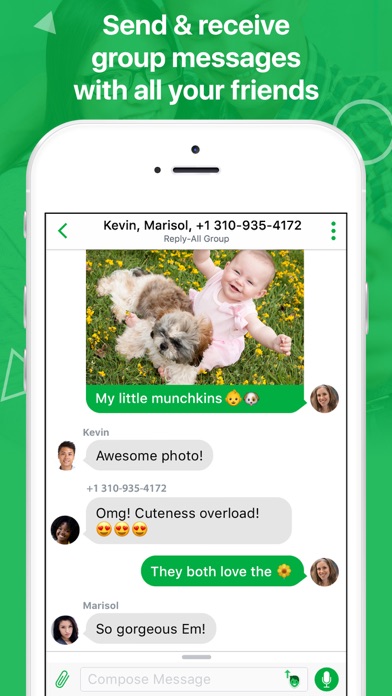 Send & receive
group messages
with all your friends
Kevin, Marisol, +1 310-935-4172
Reply-All Group
My little munchkins 👶🐶
Kevin
Awesome photo!
+1 310-935-4172
Omg! Cuteness overload!
😍😍😍
They both love the 🌼
Marisol
So gorgeous Em!
Compose Message